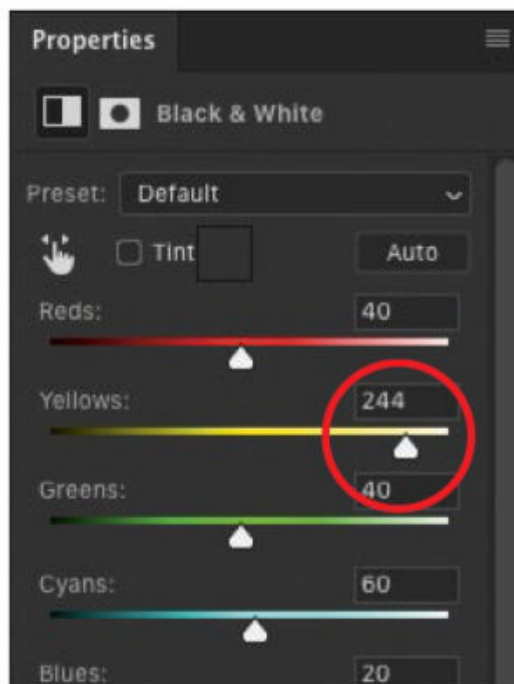 Properties
Black & White
Preset: Default
Tint Auto
Reds: 40
Yellows: 244
Greens: 40
Cyans: 60
Blues: 20